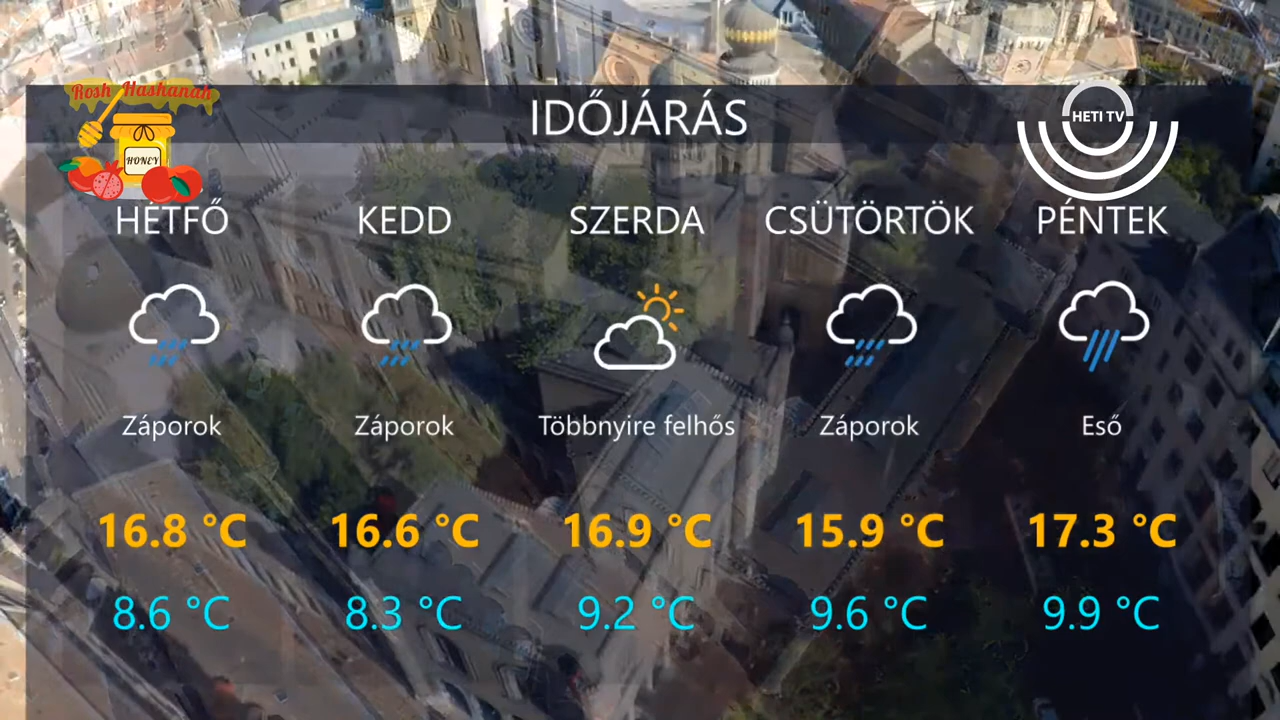 Rosh Hashanah
HONEY
IDŐJÁRÁS
HETI TV
HÉTFŐ KEDD SZERDA CSÜTÖRTÖK PÉNTEK
Záporok Záporok Többnyire felhős Záporok Eső
16.8 °C 16.6 °C 16.9 °C 15.9 °C 17.3 °C
8.6 °C 8.3 °C 9.2 °C 9.6 °C 9.9 °C